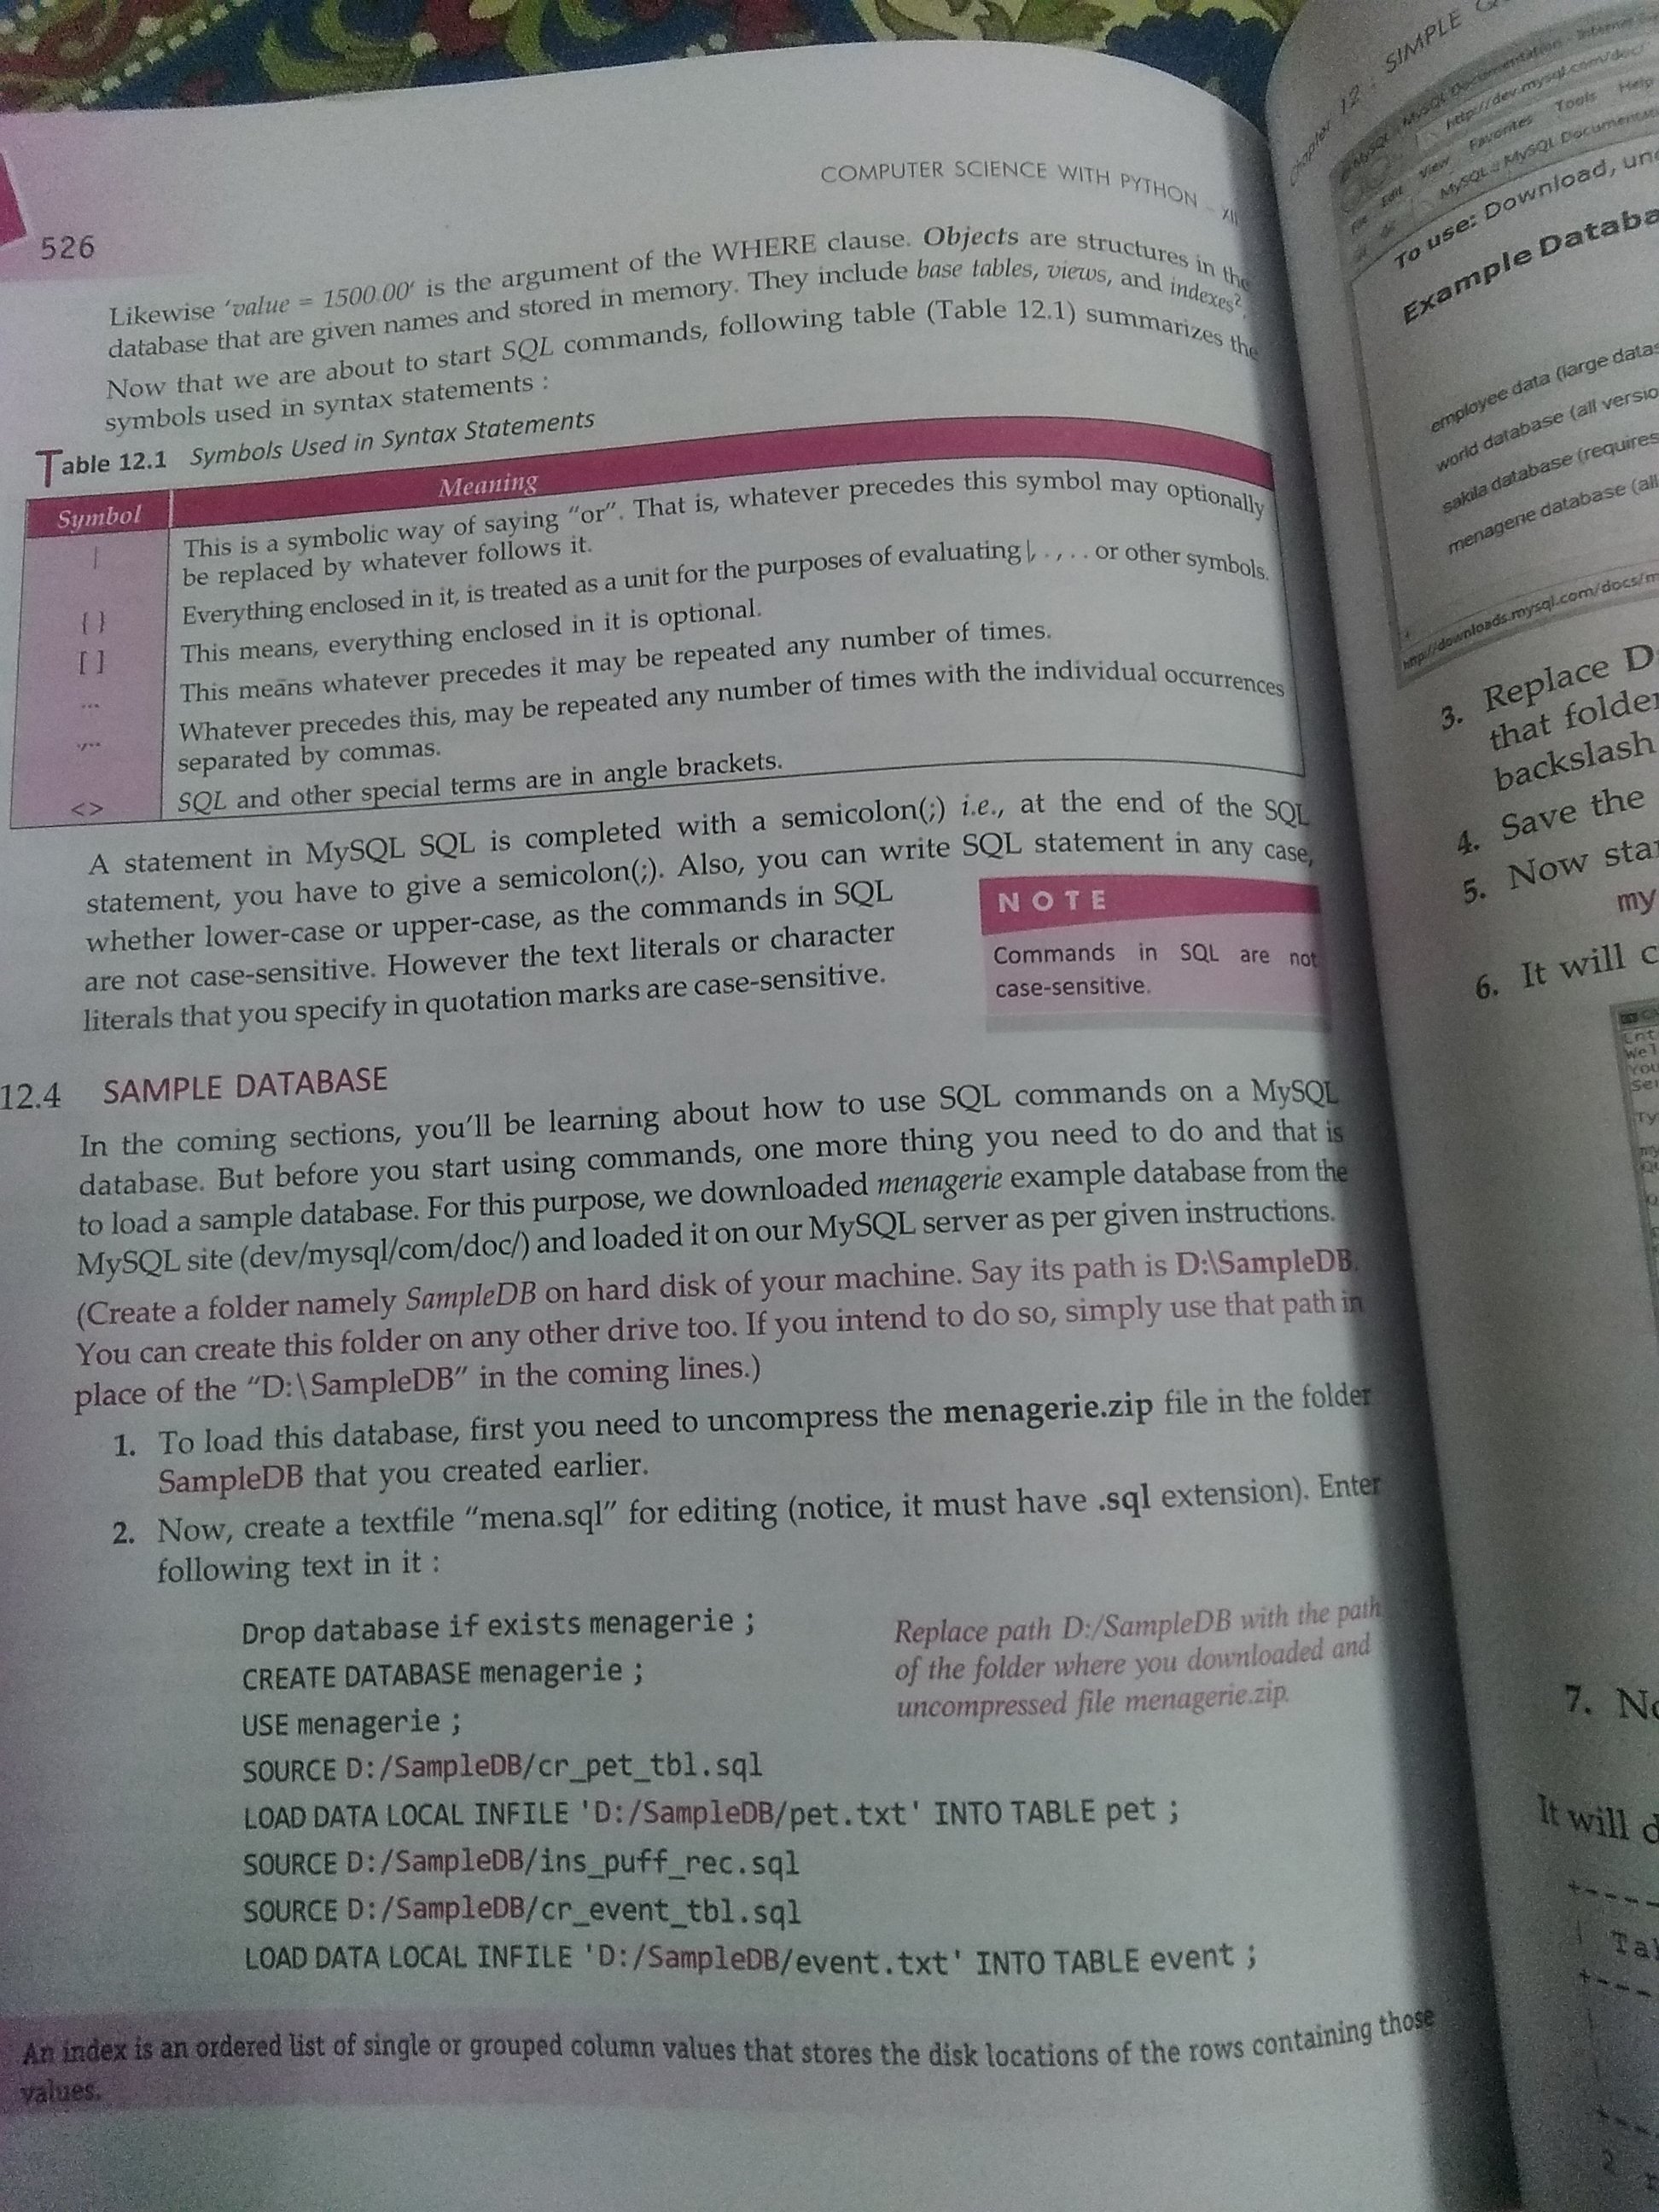 COMPUTER SCIENCE WITH PYTHON – XII
526
Likewise ‘value = 1500.00’ is the argument of the WHERE clause. Objects are structures in the
database that are given names and stored in memory. They include base tables, views, and indexes².
Now that we are about to start SQL commands, following table (Table 12.1) summarizes the
symbols used in syntax statements :
Table 12.1 Symbols Used in Syntax Statements
Symbol Meaning
| This is a symbolic way of saying “or”. That is, whatever precedes this symbol may optionally
be replaced by whatever follows it.
{ } Everything enclosed in it, is treated as a unit for the purposes of evaluating |, . , . . or other symbols.
[ ] This means, everything enclosed in it is optional.
... This means whatever precedes it may be repeated any number of times.
.,.. Whatever precedes this, may be repeated any number of times with the individual occurrences
separated by commas.
<> SQL and other special terms are in angle brackets.
A statement in MySQL SQL is completed with a semicolon(;) i.e., at the end of the SQL
statement, you have to give a semicolon(;). Also, you can write SQL statement in any case,
whether lower-case or upper-case, as the commands in SQL
are not case-sensitive. However the text literals or character
literals that you specify in quotation marks are case-sensitive.
NOTE
Commands in SQL are not
case-sensitive.
12.4 SAMPLE DATABASE
In the coming sections, you’ll be learning about how to use SQL commands on a MySQL
database. But before you start using commands, one more thing you need to do and that is
to load a sample database. For this purpose, we downloaded menagerie example database from the
MySQL site (dev/mysql/com/doc/) and loaded it on our MySQL server as per given instructions.
(Create a folder namely SampleDB on hard disk of your machine. Say its path is D:\SampleDB.
You can create this folder on any other drive too. If you intend to do so, simply use that path in
place of the “D:\SampleDB” in the coming lines.)
1. To load this database, first you need to uncompress the menagerie.zip file in the folder
SampleDB that you created earlier.
2. Now, create a textfile “mena.sql” for editing (notice, it must have .sql extension). Enter
following text in it :
Drop database if exists menagerie ;
CREATE DATABASE menagerie ;
USE menagerie ;
SOURCE D:/SampleDB/cr_pet_tbl.sql
LOAD DATA LOCAL INFILE 'D:/SampleDB/pet.txt' INTO TABLE pet ;
SOURCE D:/SampleDB/ins_puff_rec.sql
SOURCE D:/SampleDB/cr_event_tbl.sql
LOAD DATA LOCAL INFILE 'D:/SampleDB/event.txt' INTO TABLE event ;
Replace path D:/SampleDB with the path
of the folder where you downloaded and
uncompressed file menagerie.zip.
An index is an ordered list of single or grouped column values that stores the disk locations of the rows containing those
values.
Chapter 12 : SIMPLE
MySQL : MySQL Documentation
http://dev.mysql.com/doc/
File Edit View Favorites Tools Help
MySQL :: MySQL Documentation
To use: Download, un
Example Databa
employee data (large datas
world database (all versio
sakila database (requires
menagerie database (all
http://downloads.mysql.com/docs/m
3. Replace D
that folder
backslash
4. Save the
5. Now star
my
6. It will c
7. No
It will d
Tal